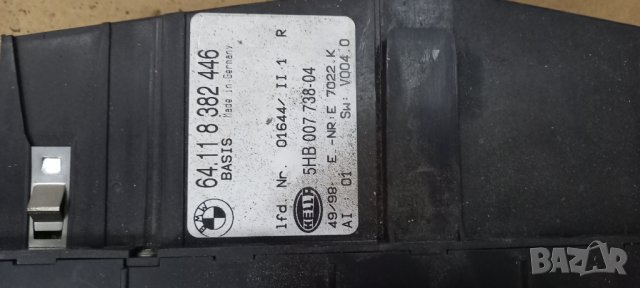 BMW
64.11 8 382 446
BASIS Made in Germany
lfd. Nr. 01644/ II 1 R
HELLA 5HB 007 738-04
49/98 E.-NR:E 7022.K
AI: 01 SW: V004.0
BAZAR